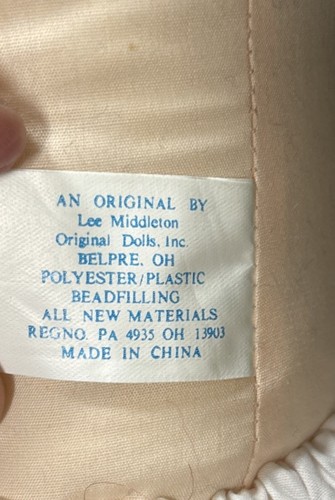 AN ORIGINAL BY
Lee Middleton
Original Dolls, Inc.
BELPRE, OH
POLYESTER/PLASTIC
BEADFILLING
ALL NEW MATERIALS
REGNO. PA 4935 OH 13903
MADE IN CHINA